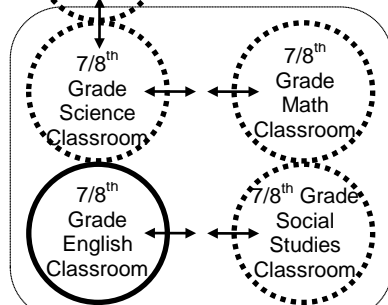 7/8th
Grade
Science
Classroom
7/8th
Grade
Math
Classroom
7/8th
Grade
English
Classroom
7/8th Grade
Social
Studies
Classroom